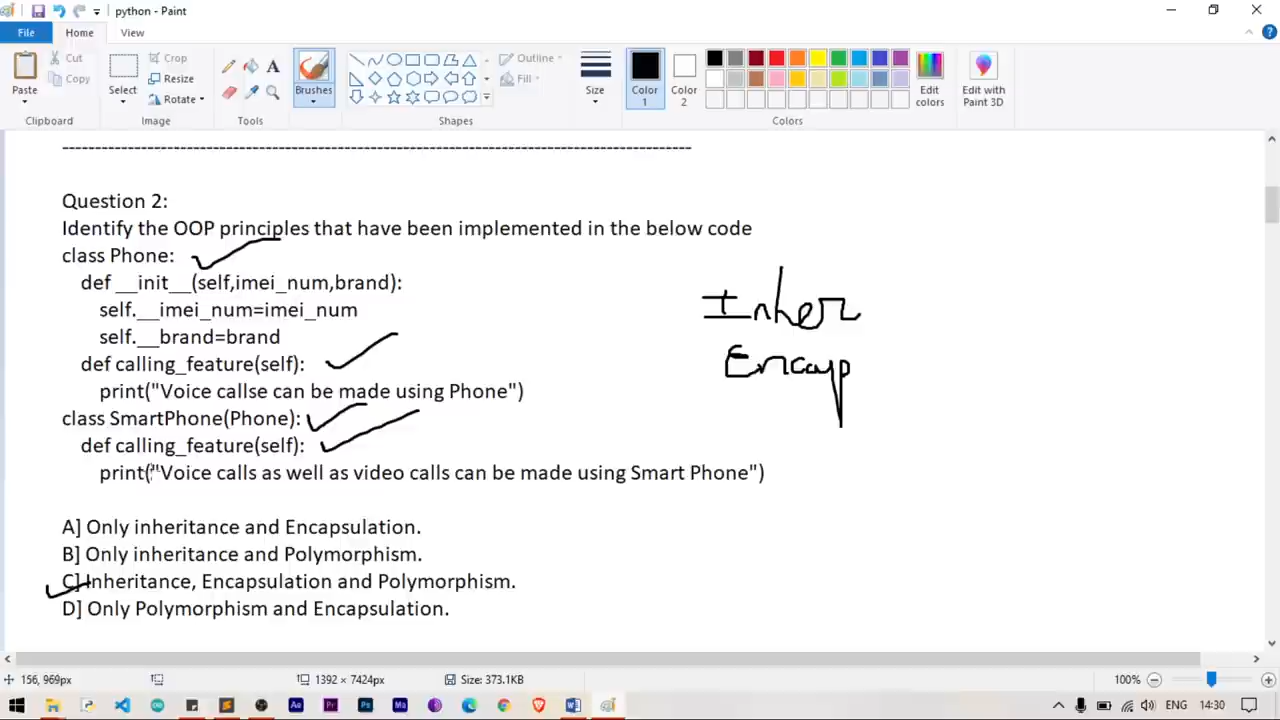 python - Paint
File
Home
View
Paste
Cut
Copy
Clipboard
Select
Crop
Resize
Rotate
Image
Tools
Brushes
Shapes
Outline
Fill
Size
Color 1
Color 2
Edit colors
Edit with Paint 3D
Colors
-----------------------------------------------------------------------------------------------
Question 2:
Identify the OOP principles that have been implemented in the below code
class Phone:
def __init__(self,imei_num,brand):
self.__imei_num=imei_num
self.__brand=brand
def calling_feature(self):
print("Voice callse can be made using Phone")
class SmartPhone(Phone):
def calling_feature(self):
print("Voice calls as well as video calls can be made using Smart Phone")
Inher
Encap
A] Only inheritance and Encapsulation.
B] Only inheritance and Polymorphism.
C] Inheritance, Encapsulation and Polymorphism.
D] Only Polymorphism and Encapsulation.
156, 969px
1392 × 7424px
Size: 373.1KB
100%
ENG
14:30